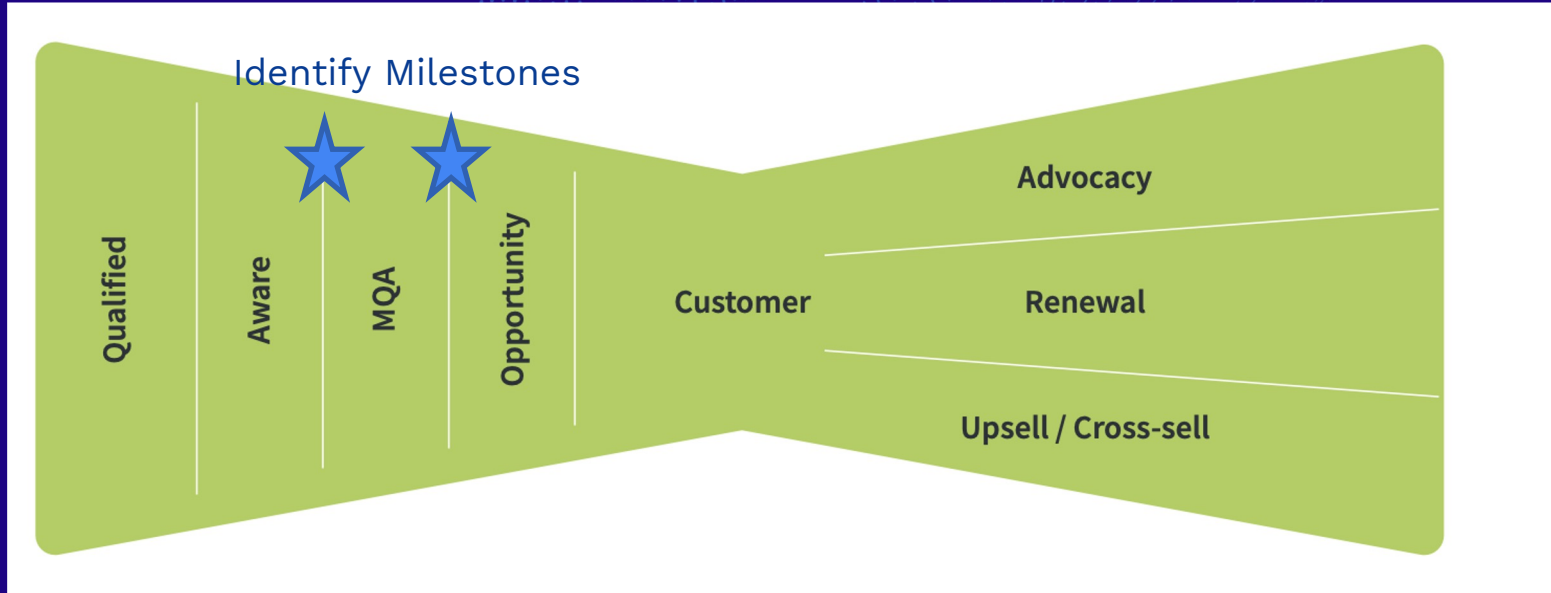 Identify Milestones
Qualified
Aware
MQA
Opportunity
Customer
Advocacy
Renewal
Upsell / Cross-sell